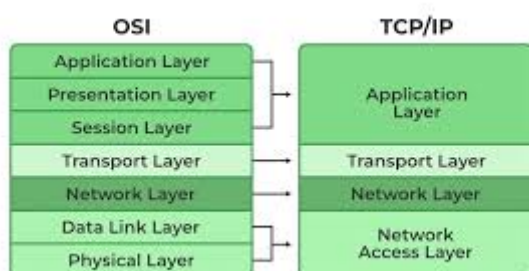 OSI
Application Layer
Presentation Layer
Session Layer
Transport Layer
Network Layer
Data Link Layer
Physical Layer
TCP/IP
Application
Layer
Transport Layer
Network Layer
Network
Access Layer